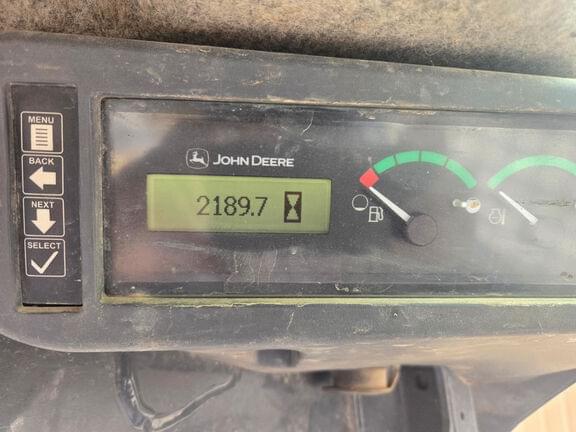 MENU
BACK
NEXT
SELECT
JOHN DEERE
2189.7